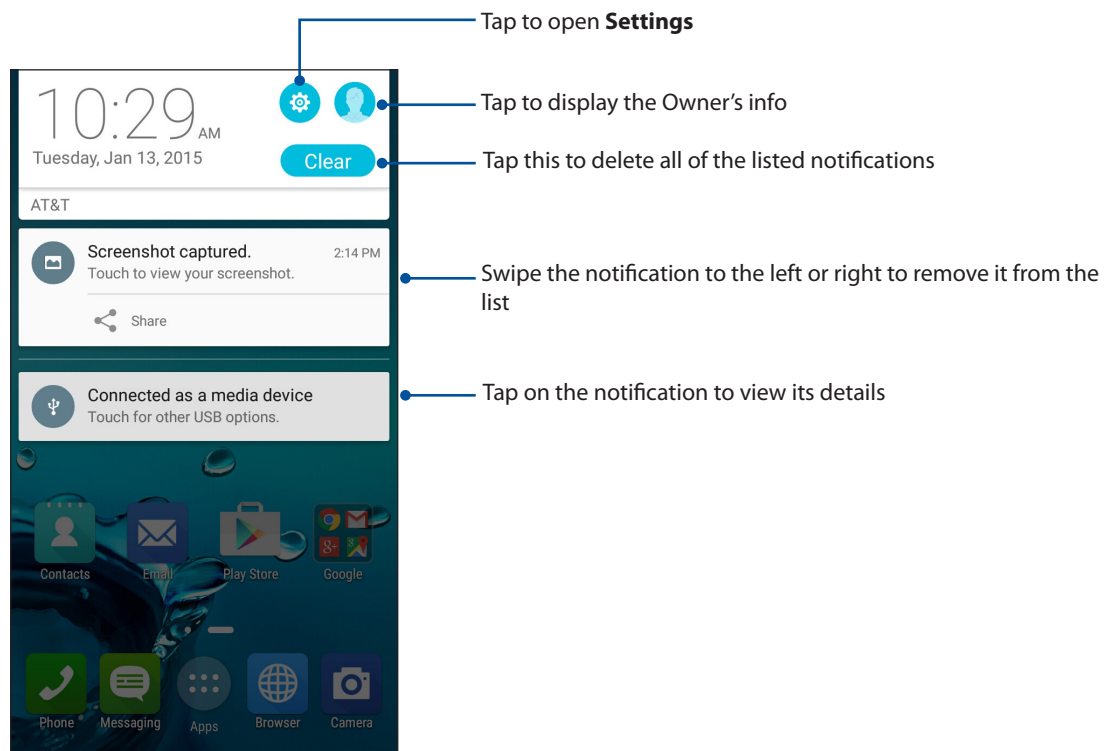 Tap to open Settings
10:29 AM
Tap to display the Owner's info
Tuesday, Jan 13, 2015
Clear
Tap this to delete all of the listed notifications
AT&T
Screenshot captured.
2:14 PM
Touch to view your screenshot.
Swipe the notification to the left or right to remove it from the
list
Share
Connected as a media device
Touch for other USB options.
Tap on the notification to view its details
8+
Contacts
Email
Play Store
Google
Phone
Messaging
Apps
Browser
Camera